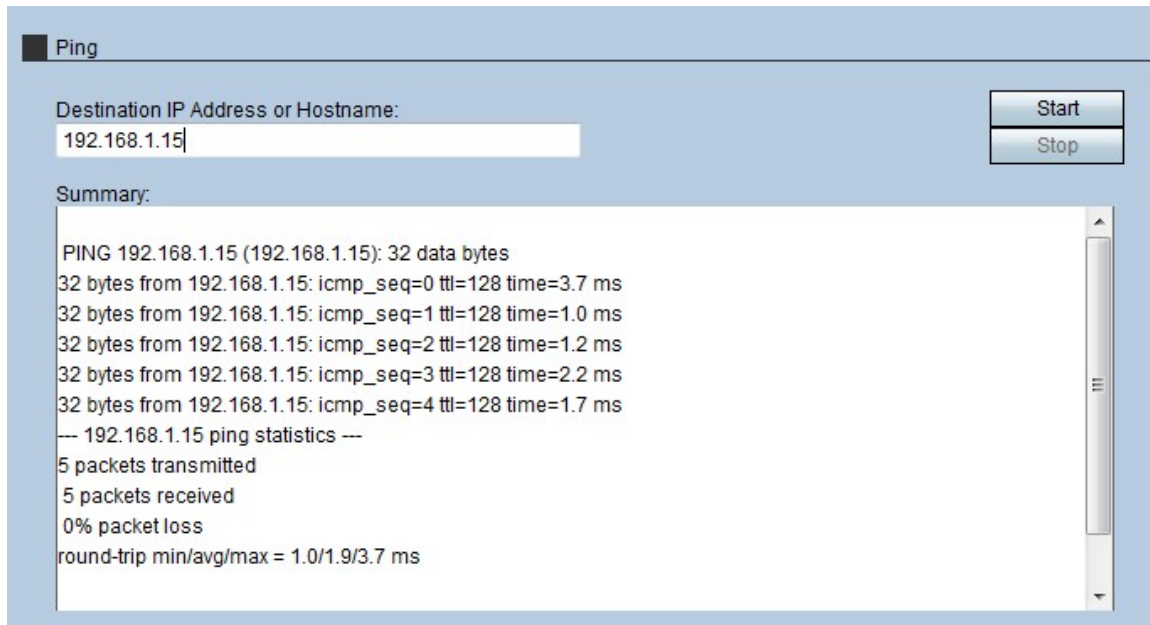 Ping
Destination IP Address or Hostname:
192.168.1.15
Start
Stop
Summary:
PING 192.168.1.15 (192.168.1.15): 32 data bytes
32 bytes from 192.168.1.15: icmp_seq=0 ttl=128 time=3.7 ms
32 bytes from 192.168.1.15: icmp_seq=1 ttl=128 time=1.0 ms
32 bytes from 192.168.1.15: icmp_seq=2 ttl=128 time=1.2 ms
32 bytes from 192.168.1.15: icmp_seq=3 ttl=128 time=2.2 ms
32 bytes from 192.168.1.15: icmp_seq=4 ttl=128 time=1.7 ms
--- 192.168.1.15 ping statistics ---
5 packets transmitted
5 packets received
0% packet loss
round-trip min/avg/max = 1.0/1.9/3.7 ms